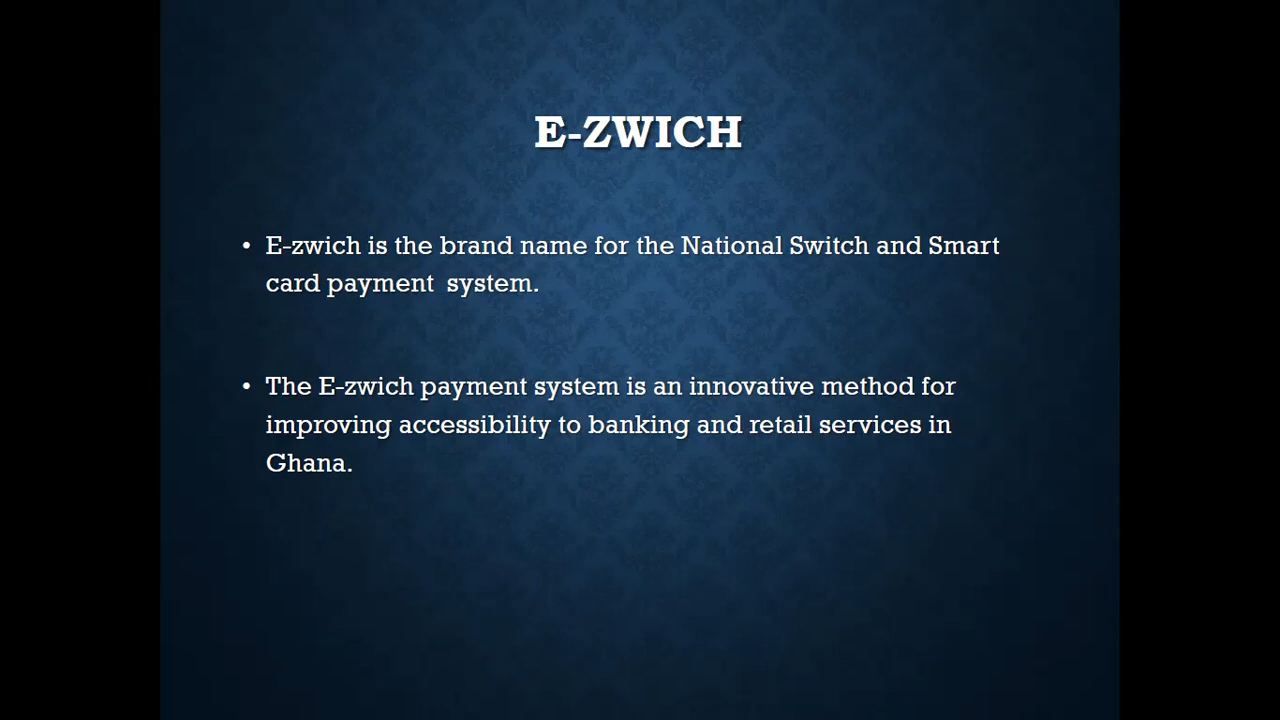 E-ZWICH
• E-zwich is the brand name for the National Switch and Smart
card payment  system.
• The E-zwich payment system is an innovative method for
improving accessibility to banking and retail services in
Ghana.